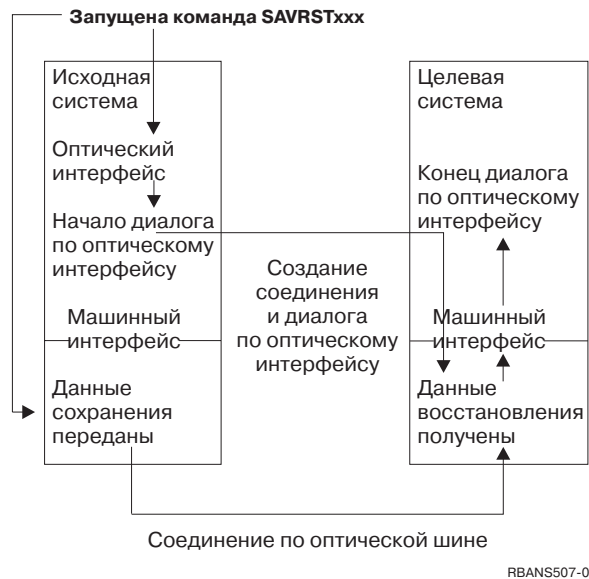 Запущена команда SAVRSTxxx
Исходная
система
Оптический
интерфейс
Начало диалога
по оптическому
интерфейсу
Машинный
интерфейс
Данные
сохранения
переданы
Создание
соединения
и диалога
по оптическому
интерфейсу
Целевая
система
Конец диалога
по оптическому
интерфейсу
Машинный
интерфейс
Данные
восстановления
получены
Соединение по оптической шине
RBANS507-0